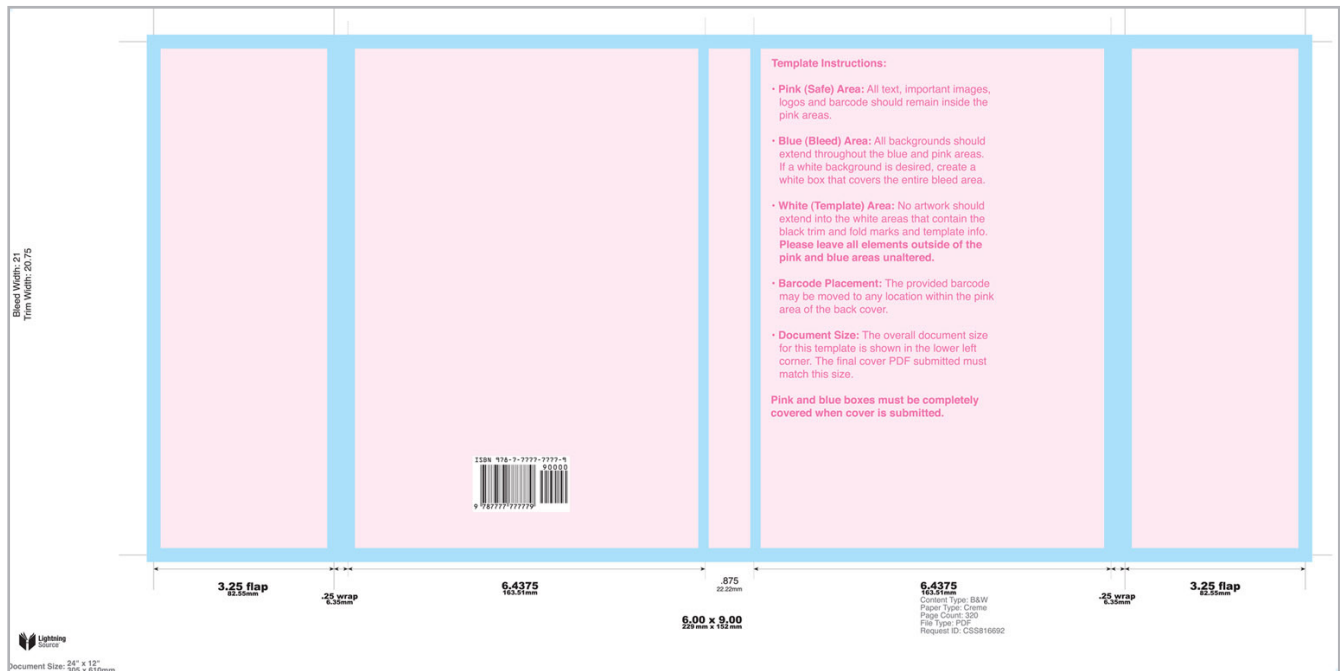 Template Instructions:
• Pink (Safe) Area: All text, important images,
logos and barcode should remain inside the
pink areas.
• Blue (Bleed) Area: All backgrounds should
extend throughout the blue and pink areas.
If a white background is desired, create a
white box that covers the entire bleed area.
• White (Template) Area: No artwork should
extend into the white areas that contain the
black trim and fold marks and template info.
Please leave all elements outside of the
pink and blue areas unaltered.
• Barcode Placement: The provided barcode
may be moved to any location within the pink
area of the back cover.
• Document Size: The overall document size
for this template is shown in the lower left
corner. The final cover PDF submitted must
match this size.
Pink and blue boxes must be completely
covered when cover is submitted.
Bleed Width: 21
Trim Width: 20.75
ISBN 978-7-7777-7777-9
90000
9 787777 777779
3.25 flap
82.55mm
.25 wrap
6.35mm
6.4375
163.51mm
.875
22.22mm
6.4375
163.51mm
.25 wrap
6.35mm
3.25 flap
82.55mm
6.00 x 9.00
229 mm x 152 mm
Content Type: B&W
Paper Type: Creme
Page Count: 320
File Type: PDF
Request ID: CSS816692
Lightning
Source
Document Size: 24" x 12"
305 x 610mm